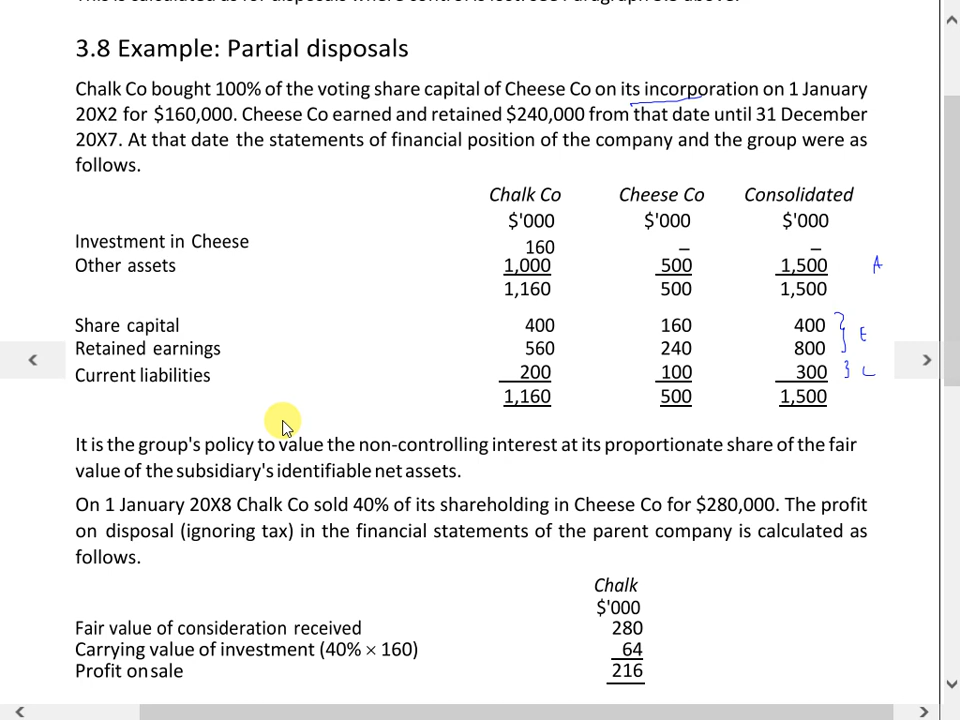 3.8 Example: Partial disposals
Chalk Co bought 100% of the voting share capital of Cheese Co on its incorporation on 1 January
20X2 for $160,000. Cheese Co earned and retained $240,000 from that date until 31 December
20X7. At that date the statements of financial position of the company and the group were as
follows.
Chalk Co Cheese Co Consolidated
$'000 $'000 $'000
Investment in Cheese 160 – –
Other assets 1,000 500 1,500 A
1,160 500 1,500
Share capital 400 160 400
Retained earnings 560 240 800 E
Current liabilities 200 100 300 L
1,160 500 1,500
It is the group's policy to value the non-controlling interest at its proportionate share of the fair
value of the subsidiary's identifiable net assets.
On 1 January 20X8 Chalk Co sold 40% of its shareholding in Cheese Co for $280,000. The profit
on disposal (ignoring tax) in the financial statements of the parent company is calculated as
follows.
Chalk
$'000
Fair value of consideration received 280
Carrying value of investment (40% × 160) 64
Profit on sale 216